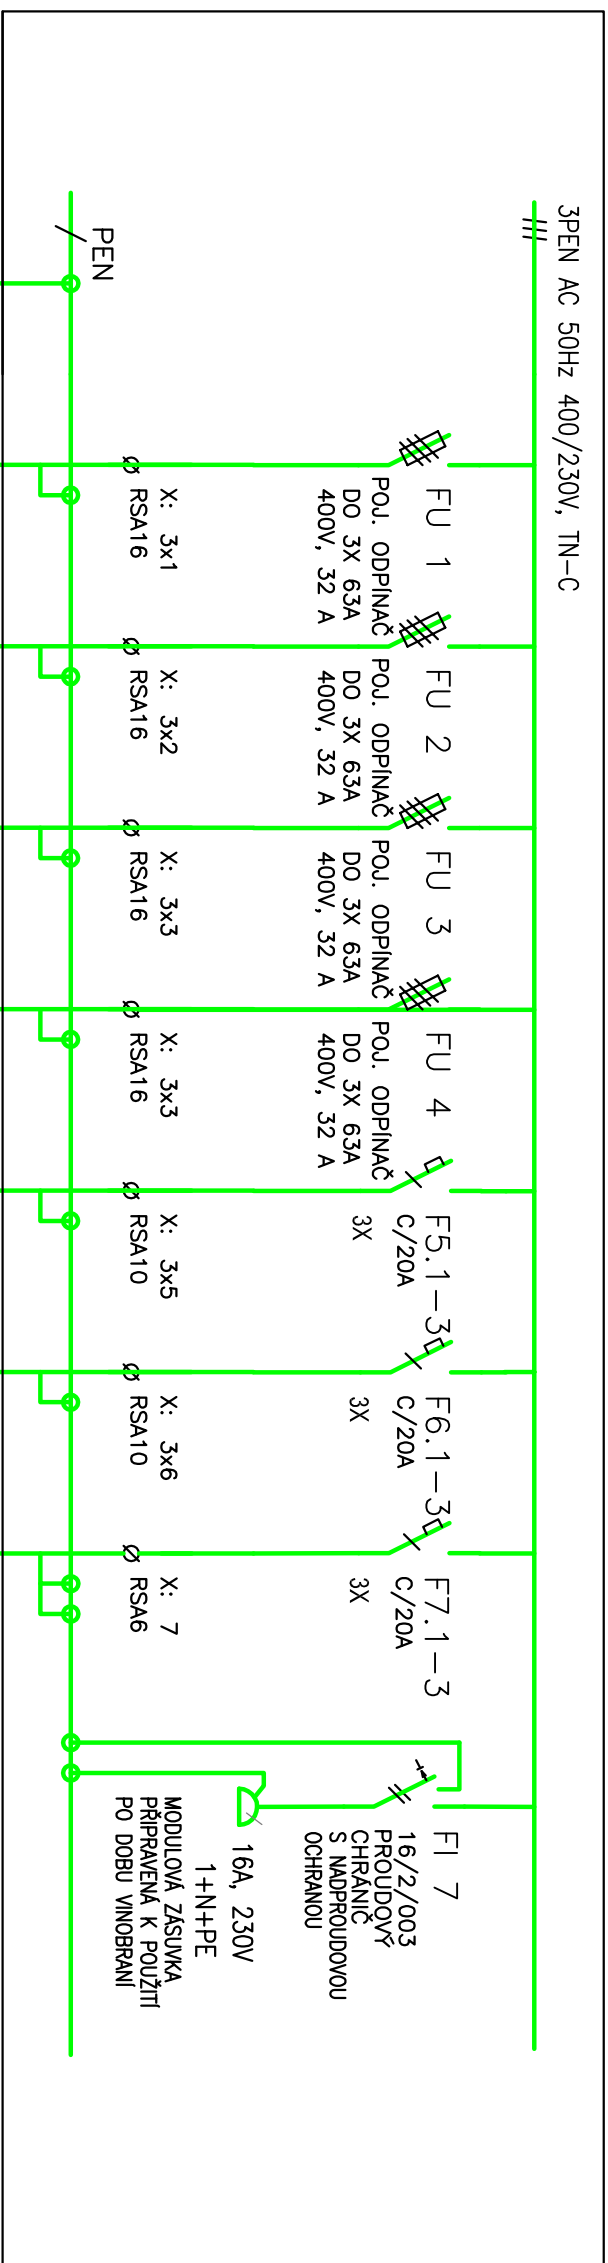 3PEN AC 50Hz 400/230V, TN-C
PEN
FU 1
POJ. ODPÍNAČ
DO 3X 63A
400V, 32 A
X: 3x1
RSA16
FU 2
POJ. ODPÍNAČ
DO 3X 63A
400V, 32 A
X: 3x2
RSA16
FU 3
POJ. ODPÍNAČ
DO 3X 63A
400V, 32 A
X: 3x3
RSA16
FU 4
POJ. ODPÍNAČ
DO 3X 63A
400V, 32 A
X: 3x3
RSA16
F5.1-3
C/20A
3X
X: 3x5
RSA10
F6.1-3
C/20A
3X
X: 3x6
RSA10
F7.1-3
C/20A
3X
X: 7
RSA6
FI 7
16/2/003
PROUDOVÝ
CHRÁNIČ
S NADPROUDOVOU
OCHRANOU
16A, 230V
1+N+PE
MODULOVÁ ZÁSUVKA
PŘIPRAVENÁ K POUŽITÍ
PO DOBU VINOBRANÍ